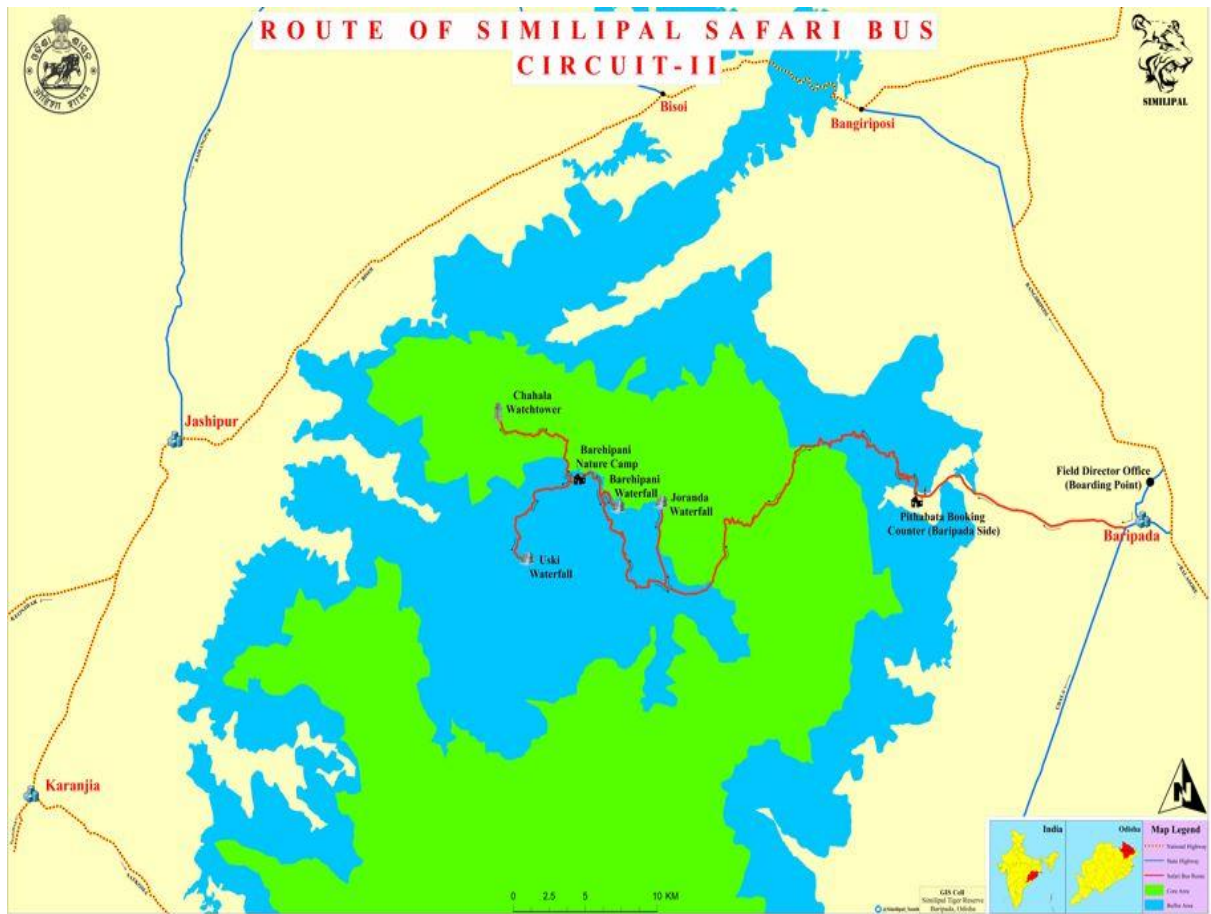 ROUTE OF SIMILIPAL SAFARI BUS
CIRCUIT-II
SIMILIPAL
Bisoi
Bangiriposi
BISOI
BANGIRIPOSI
Chahala
Watchtower
Jashipur
Barehipani
Nature Camp
Barehipani
Waterfall
Joranda
Waterfall
Field Director Office
(Boarding Point)
Pithabata Booking
Counter (Baripada Side)
Baripada
Uski
Waterfall
BALASORE
Karanjia
N
India
Odisha
Map Legend
National Highway
State Highway
Safari Bus Route
Core Area
Buffer Area
0 2.5 5 10 KM
GIS Cell
Similipal Tiger Reserve
Baripada, Odisha